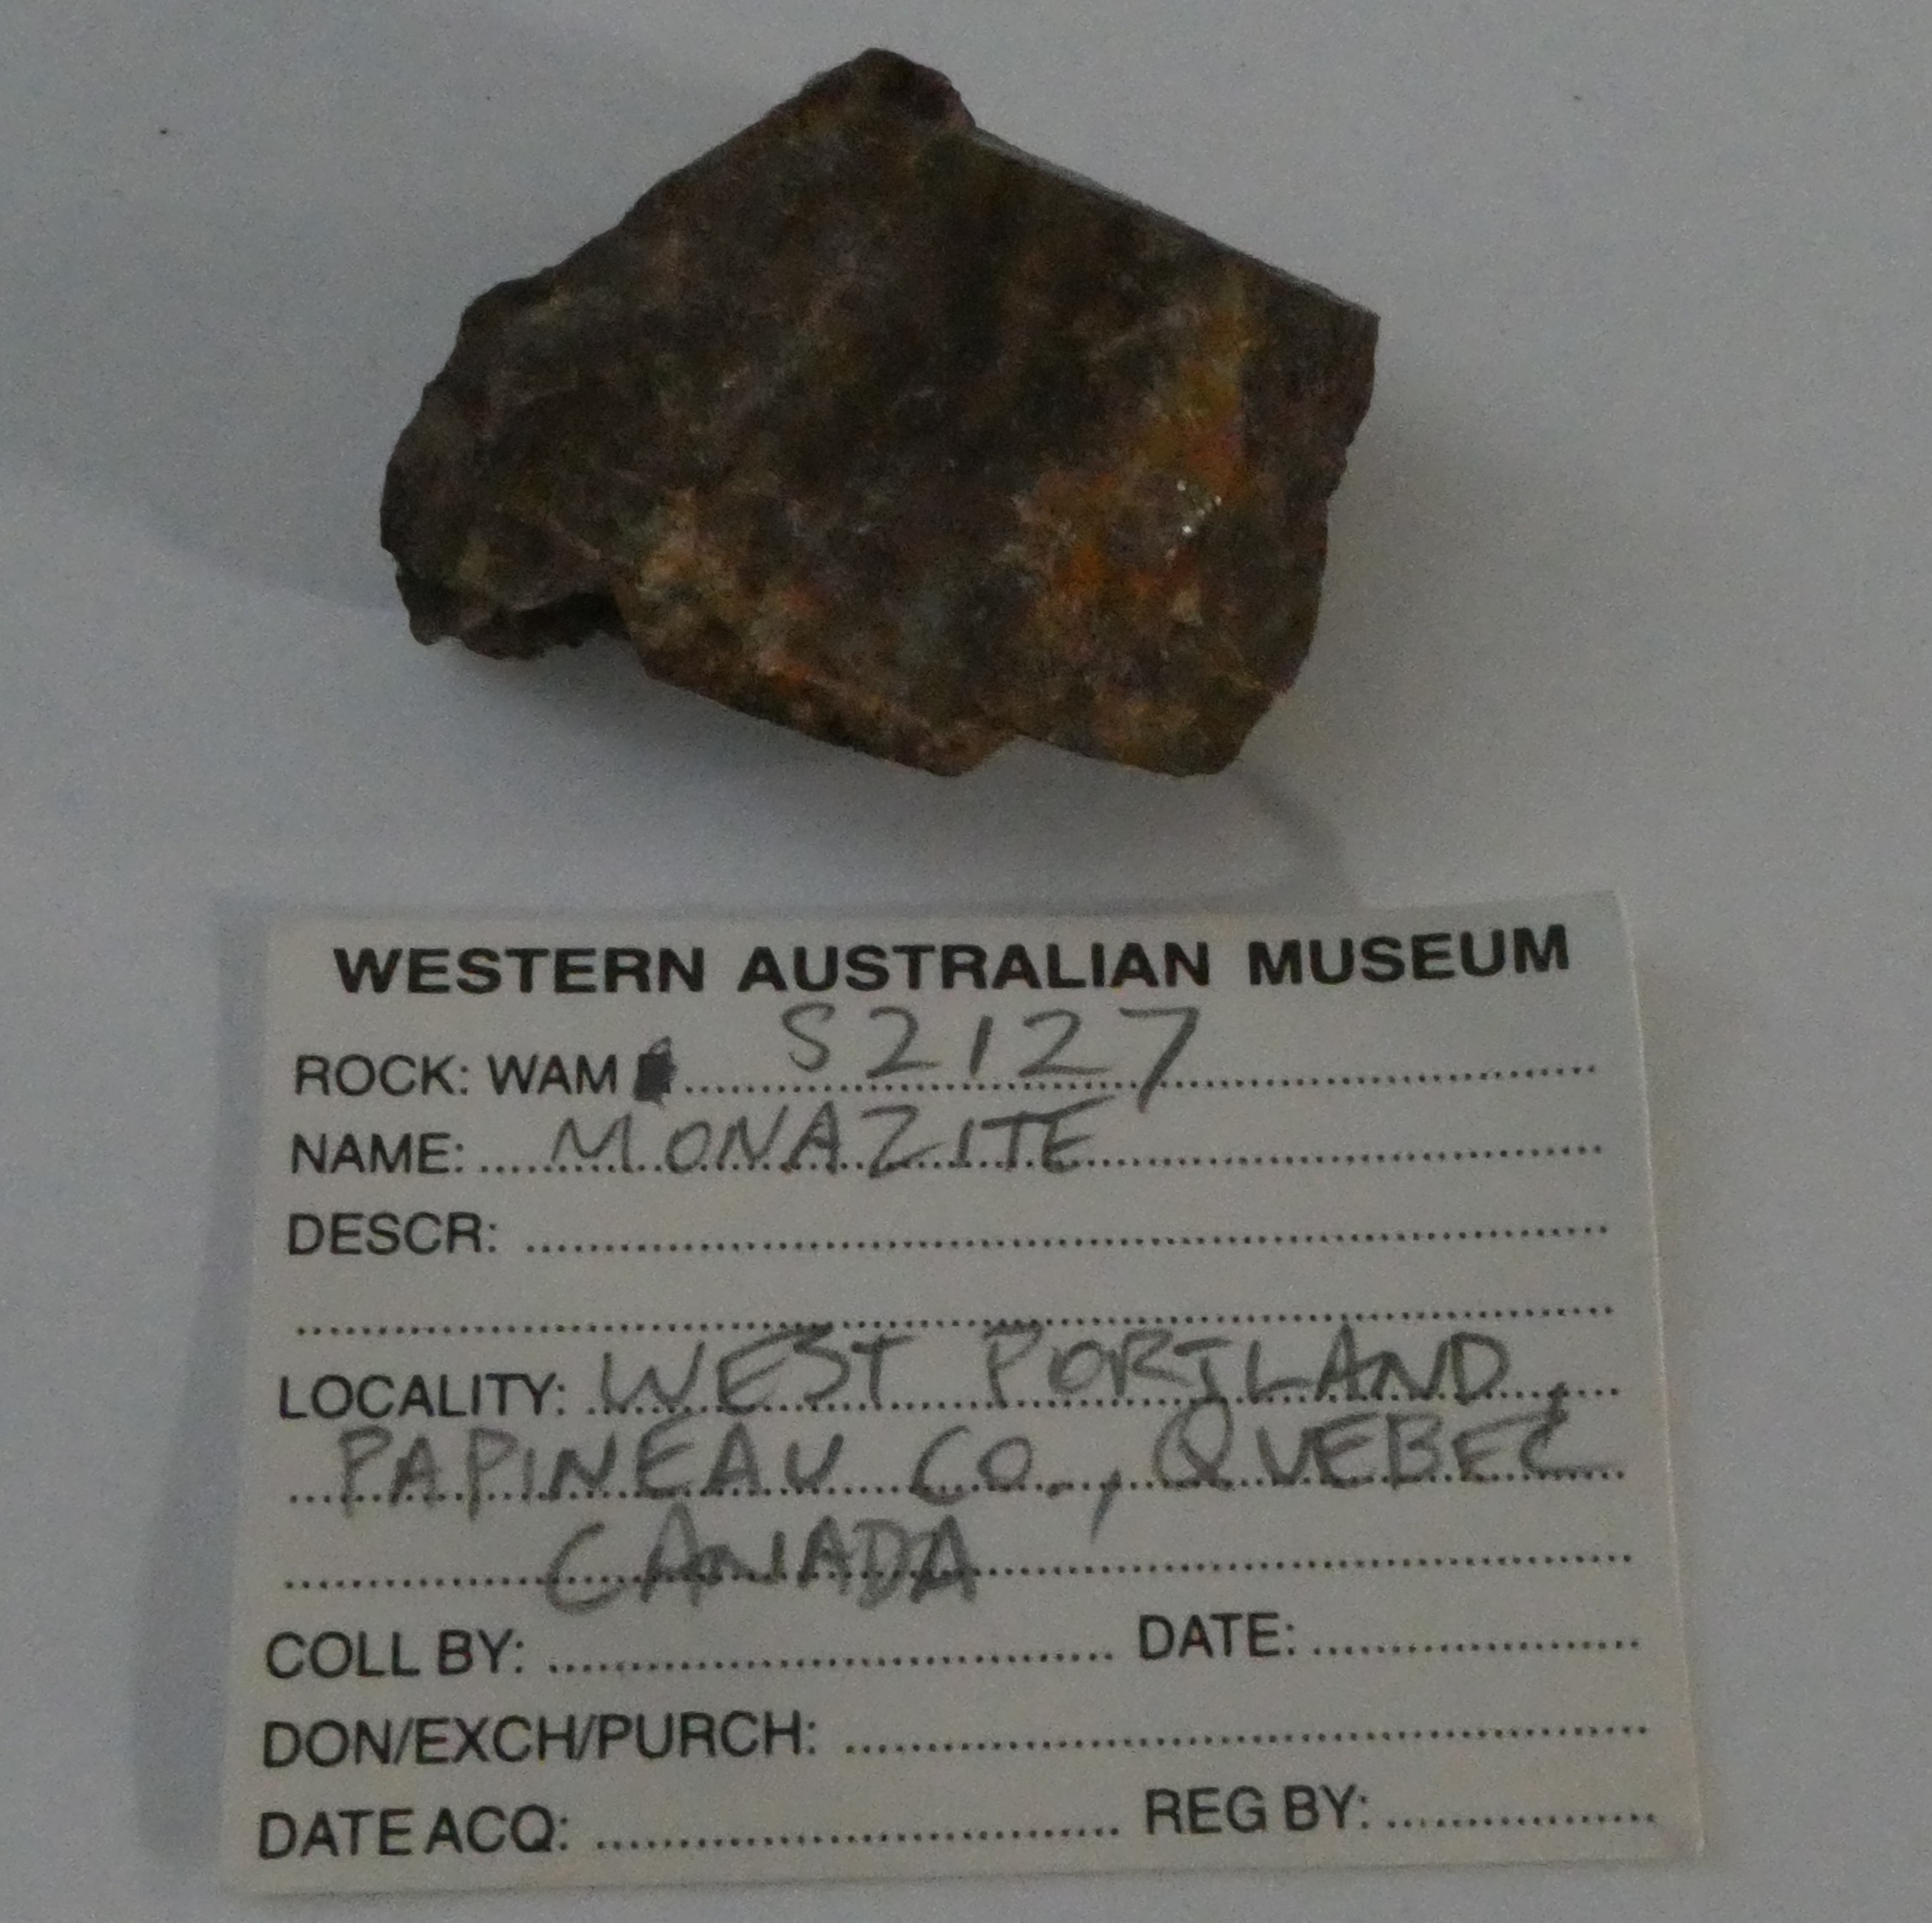 WESTERN AUSTRALIAN MUSEUM
ROCK: WAM S2127
NAME: MONAZITE
DESCR:
LOCALITY: WEST PORTLAND,
PAPINEAU CO., QUEBEC
CANADA
COLL BY: DATE:
DON/EXCH/PURCH:
DATE ACQ: REG BY: